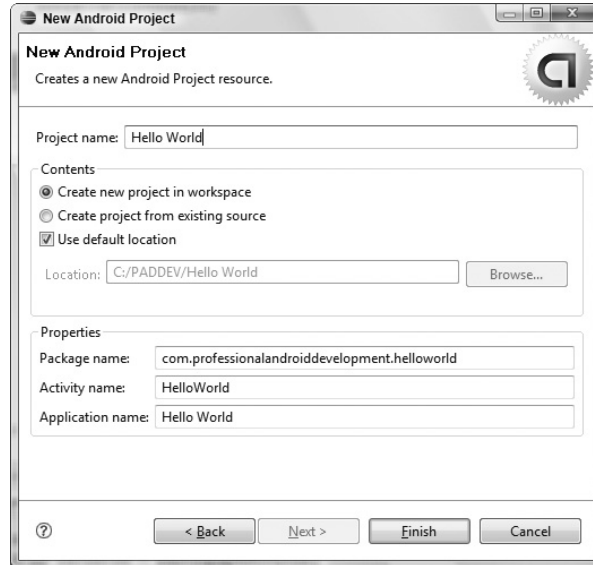 New Android Project
New Android Project
Creates a new Android Project resource.
Project name: Hello World
Contents
Create new project in workspace
Create project from existing source
Use default location
Location: C:/PADDEV/Hello World Browse...
Properties
Package name: com.professionalandroiddevelopment.helloworld
Activity name: HelloWorld
Application name: Hello World
? < Back Next > Finish Cancel